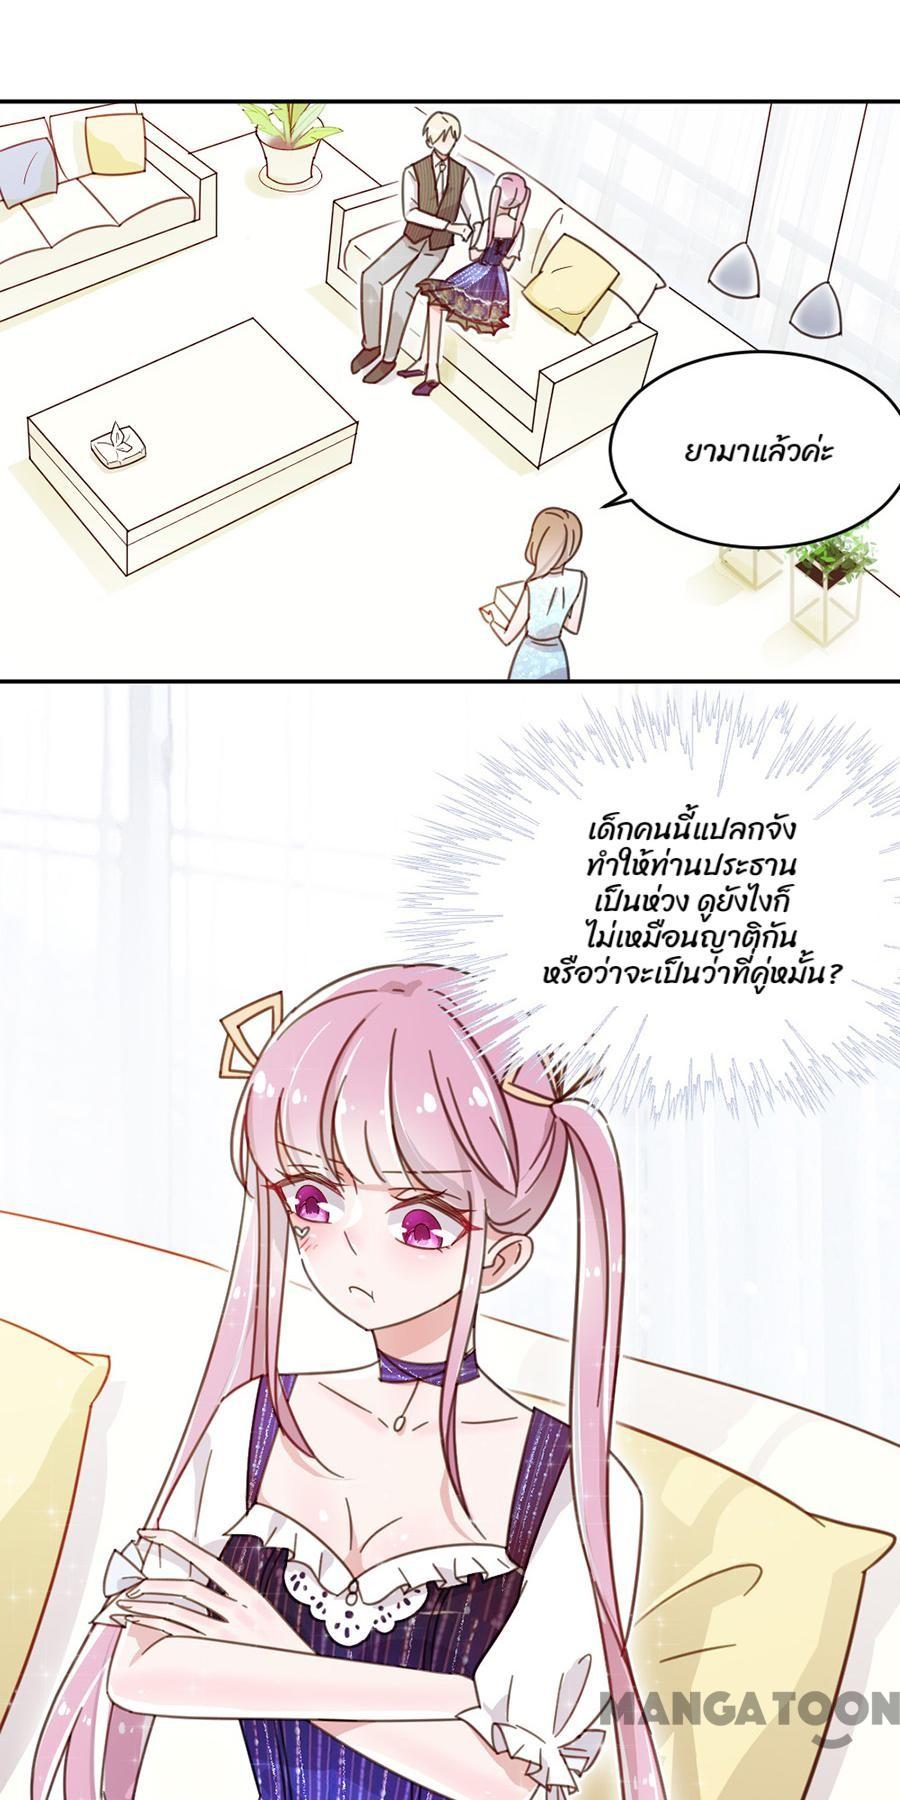 ยามาแล้วค่ะ
เด็กคนนี้แปลกจัง
ทำให้ท่านประธาน
เป็นห่วง ดูยังไงก็
ไม่เหมือนญาติกัน
หรือว่าจะเป็นว่าที่คู่หมั้น?
MANGATOON